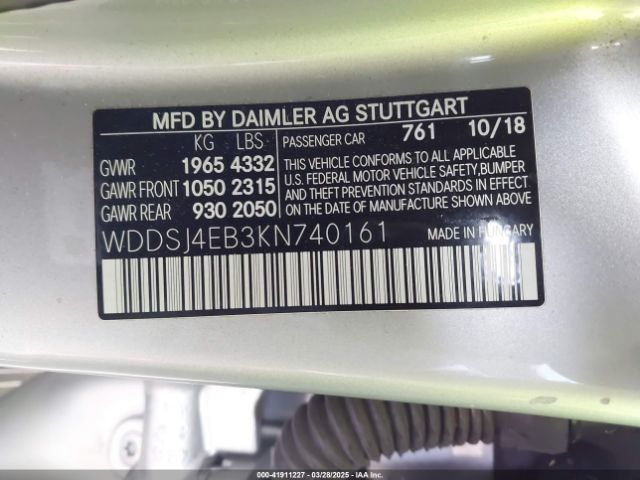 MFD BY DAIMLER AG STUTTGART
KG LBS
GVWR 1965 4332
GAWR FRONT 1050 2315
GAWR REAR 930 2050
PASSENGER CAR 761 10/18
THIS VEHICLE CONFORMS TO ALL APPLICABLE
U.S. FEDERAL MOTOR VEHICLE SAFETY,BUMPER
AND THEFT PREVENTION STANDARDS IN EFFECT
ON THE DATE OF MANUFACTURE SHOWN ABOVE
WDDSJ4EB3KN740161 MADE IN HUNGARY
000-41911227 - 03/28/2025 - IAA Inc.